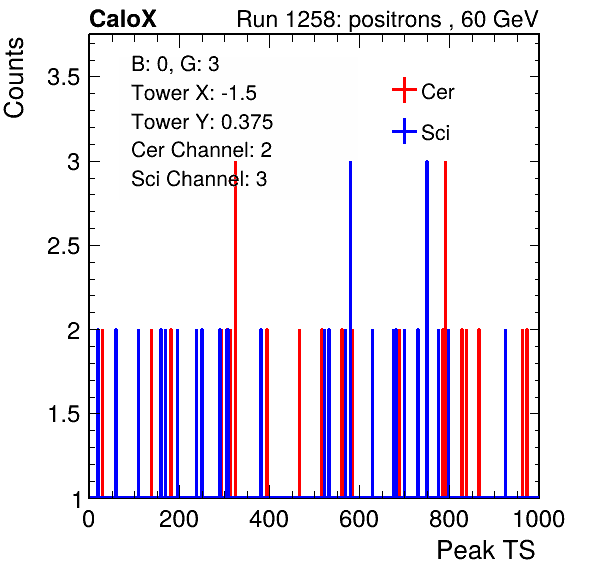 CaloX Run 1258: positrons , 60 GeV
Counts
B: 0, G: 3
Tower X: -1.5
Tower Y: 0.375
Cer Channel: 2
Sci Channel: 3
Cer
Sci
3.5
3
2.5
2
1.5
1
0 200 400 600 800 1000
Peak TS